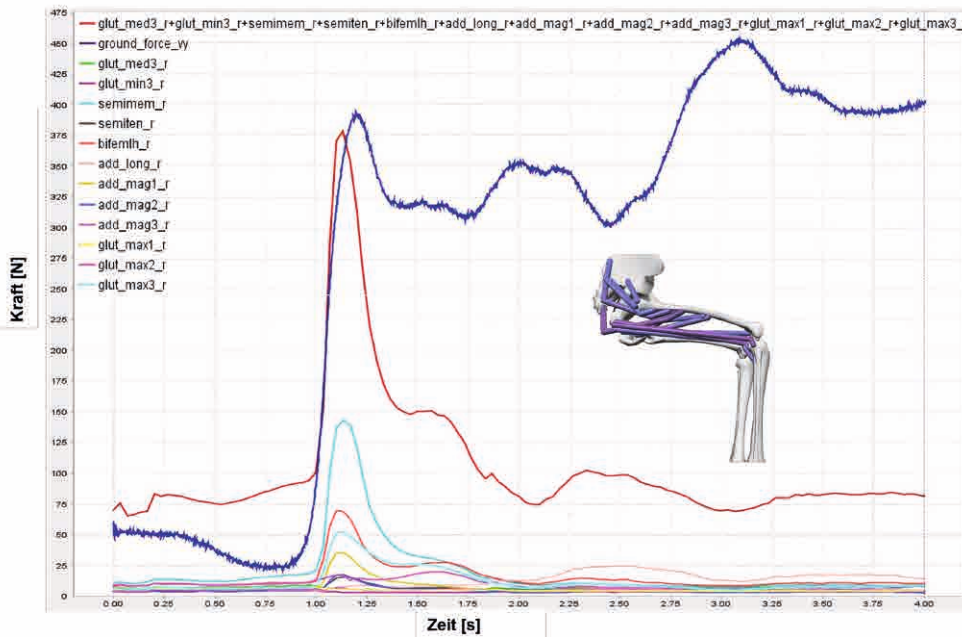 glut_med3_r+glut_min3_r+semimem_r+semiten_r+bifemlh_r+add_long_r+add_mag1_r+add_mag2_r+add_mag3_r+glut_max1_r+glut_max2_r+glut_max3_
ground_force_vy
glut_med3_r
glut_min3_r
semimem_r
semiten_r
bifemlh_r
add_long_r
add_mag1_r
add_mag2_r
add_mag3_r
glut_max1_r
glut_max2_r
glut_max3_r
475
450
425
400
375
350
325
300
275
250
225
200
175
150
125
100
75
50
25
0
Kraft [N]
0.00 0.25 0.50 0.75 1.00 1.25 1.50 1.75 2.00 2.25 2.50 2.75 3.00 3.25 3.50 3.75 4.00
Zeit [s]